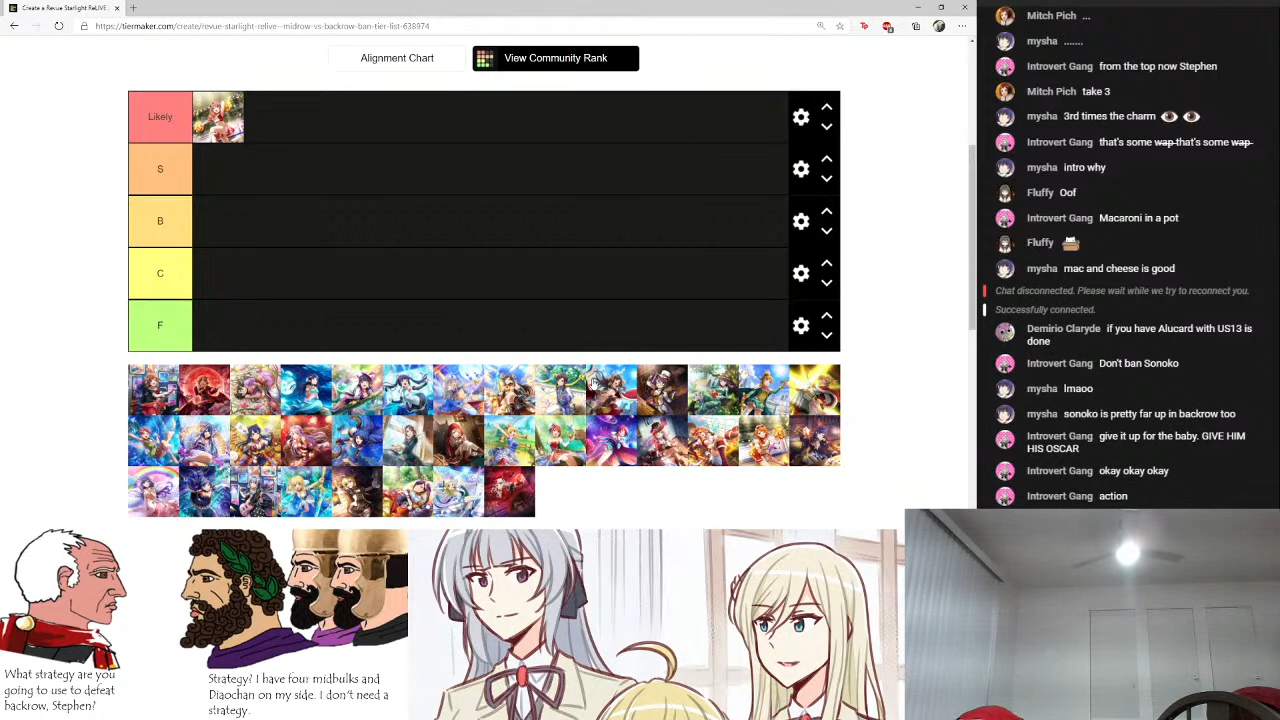 Create a Revue Starlight ReLIVE
https://tiermaker.com/create/revue-starlight-relive--midrow-vs-backrow-ban-tier-list-638974
Alignment Chart
View Community Rank
Likely
S
B
C
F
What strategy are you
going to use to defeat
backrow, Stephen?
Strategy? I have four midbulks and
Diaochan on my side. I don't need a
strategy.
Mitch Pich ...
mysha .......
Introvert Gang from the top now Stephen
Mitch Pich take 3
mysha 3rd times the charm
Introvert Gang that's some wap that's some wap
mysha intro why
Fluffy Oof
Introvert Gang Macaroni in a pot
Fluffy
mysha mac and cheese is good
Chat disconnected. Please wait while we try to reconnect you.
Successfully connected.
Demirio Claryde if you have Alucard with US13 is
done
Introvert Gang Don't ban Sonoko
mysha lmaoo
mysha sonoko is pretty far up in backrow too
Introvert Gang give it up for the baby. GIVE HIM
HIS OSCAR
Introvert Gang okay okay okay
Introvert Gang action